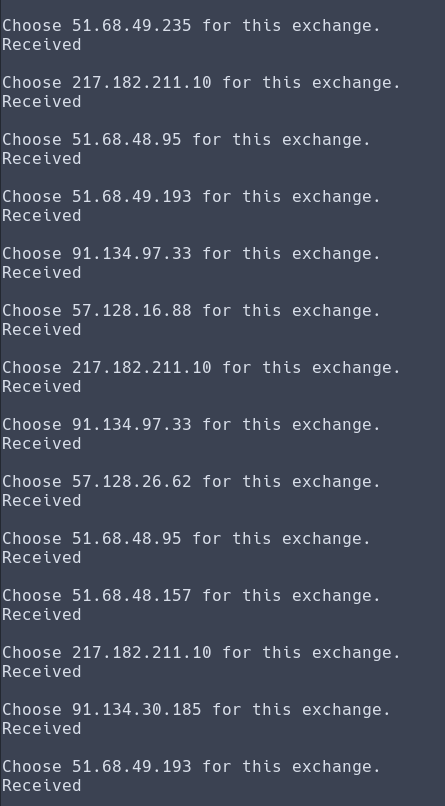 Choose 51.68.49.235 for this exchange.
Received
Choose 217.182.211.10 for this exchange.
Received
Choose 51.68.48.95 for this exchange.
Received
Choose 51.68.49.193 for this exchange.
Received
Choose 91.134.97.33 for this exchange.
Received
Choose 57.128.16.88 for this exchange.
Received
Choose 217.182.211.10 for this exchange.
Received
Choose 91.134.97.33 for this exchange.
Received
Choose 57.128.26.62 for this exchange.
Received
Choose 51.68.48.95 for this exchange.
Received
Choose 51.68.48.157 for this exchange.
Received
Choose 217.182.211.10 for this exchange.
Received
Choose 91.134.30.185 for this exchange.
Received
Choose 51.68.49.193 for this exchange.
Received